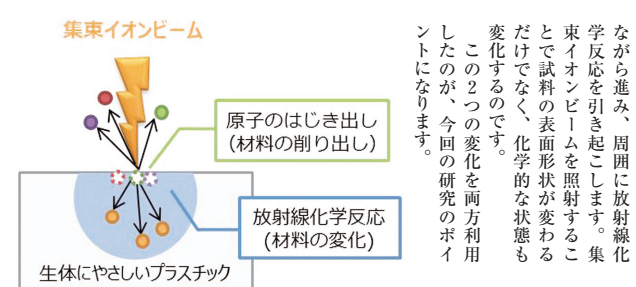 集束イオンビーム
原子のはじき出し
(材料の削り出し)
放射線化学反応
(材料の変化)
生体にやさしいプラスチック
ながら進み、周囲に放射線化
学反応を引き起こします。集
束イオンビームを照射するこ
とで試料の表面形状が変わる
だけでなく、化学的な状態も
変化するのです。
この2つの変化を両方利用
したのが、今回の研究のポイ
ントになります。